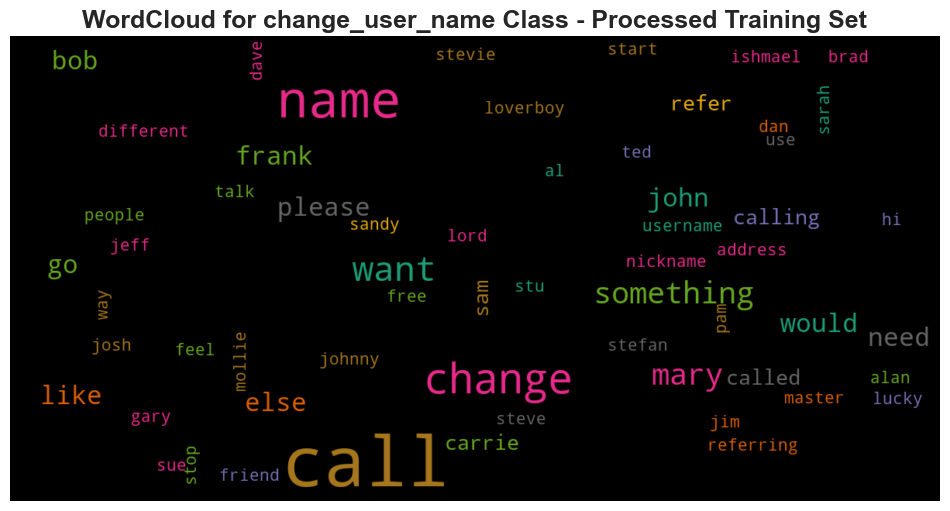 WordCloud for change_user_name Class - Processed Training Set
bob
dave
stevie
start
ishmael
brad
name
loverboy
refer
sarah
different
dan
use
frank
ted
al
talk
please
john
people
sandy
username
calling
hi
jeff
lord
nickname
address
go
want
something
way
free
sam
stu
pam
would
need
josh
feel
mollie
johnny
stefan
change
mary
called
alan
like
else
master
lucky
gary
steve
jim
carrie
referring
call
sue
stop
friend